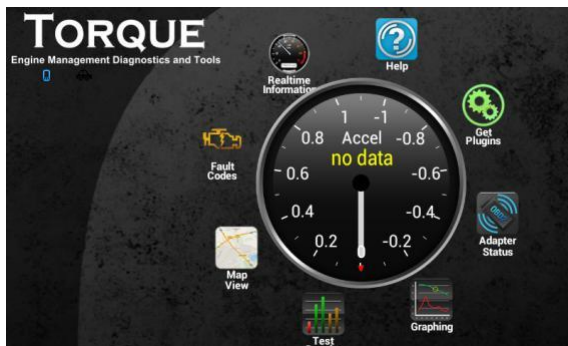 TORQUE
Engine Management Diagnostics and Tools
Help
Realtime
Information
Get
Plugins
Fault
Codes
Accel
no data
1 -1
0.8 -0.8
0.6 -0.6
0.4 -0.4
0.2 -0.2
0
Adapter
Status
Map
View
Graphing
Test